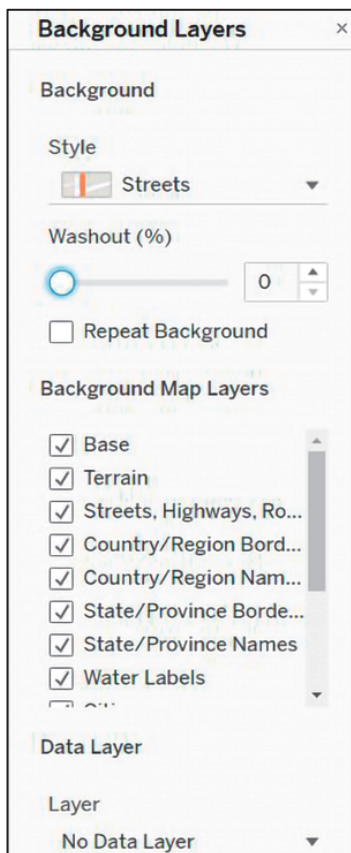 Background Layers
Background
Style
Streets
Washout (%)
0
Repeat Background
Background Map Layers
Base
Terrain
Streets, Highways, Ro...
Country/Region Bord...
Country/Region Nam...
State/Province Borde...
State/Province Names
Water Labels
Data Layer
Layer
No Data Layer